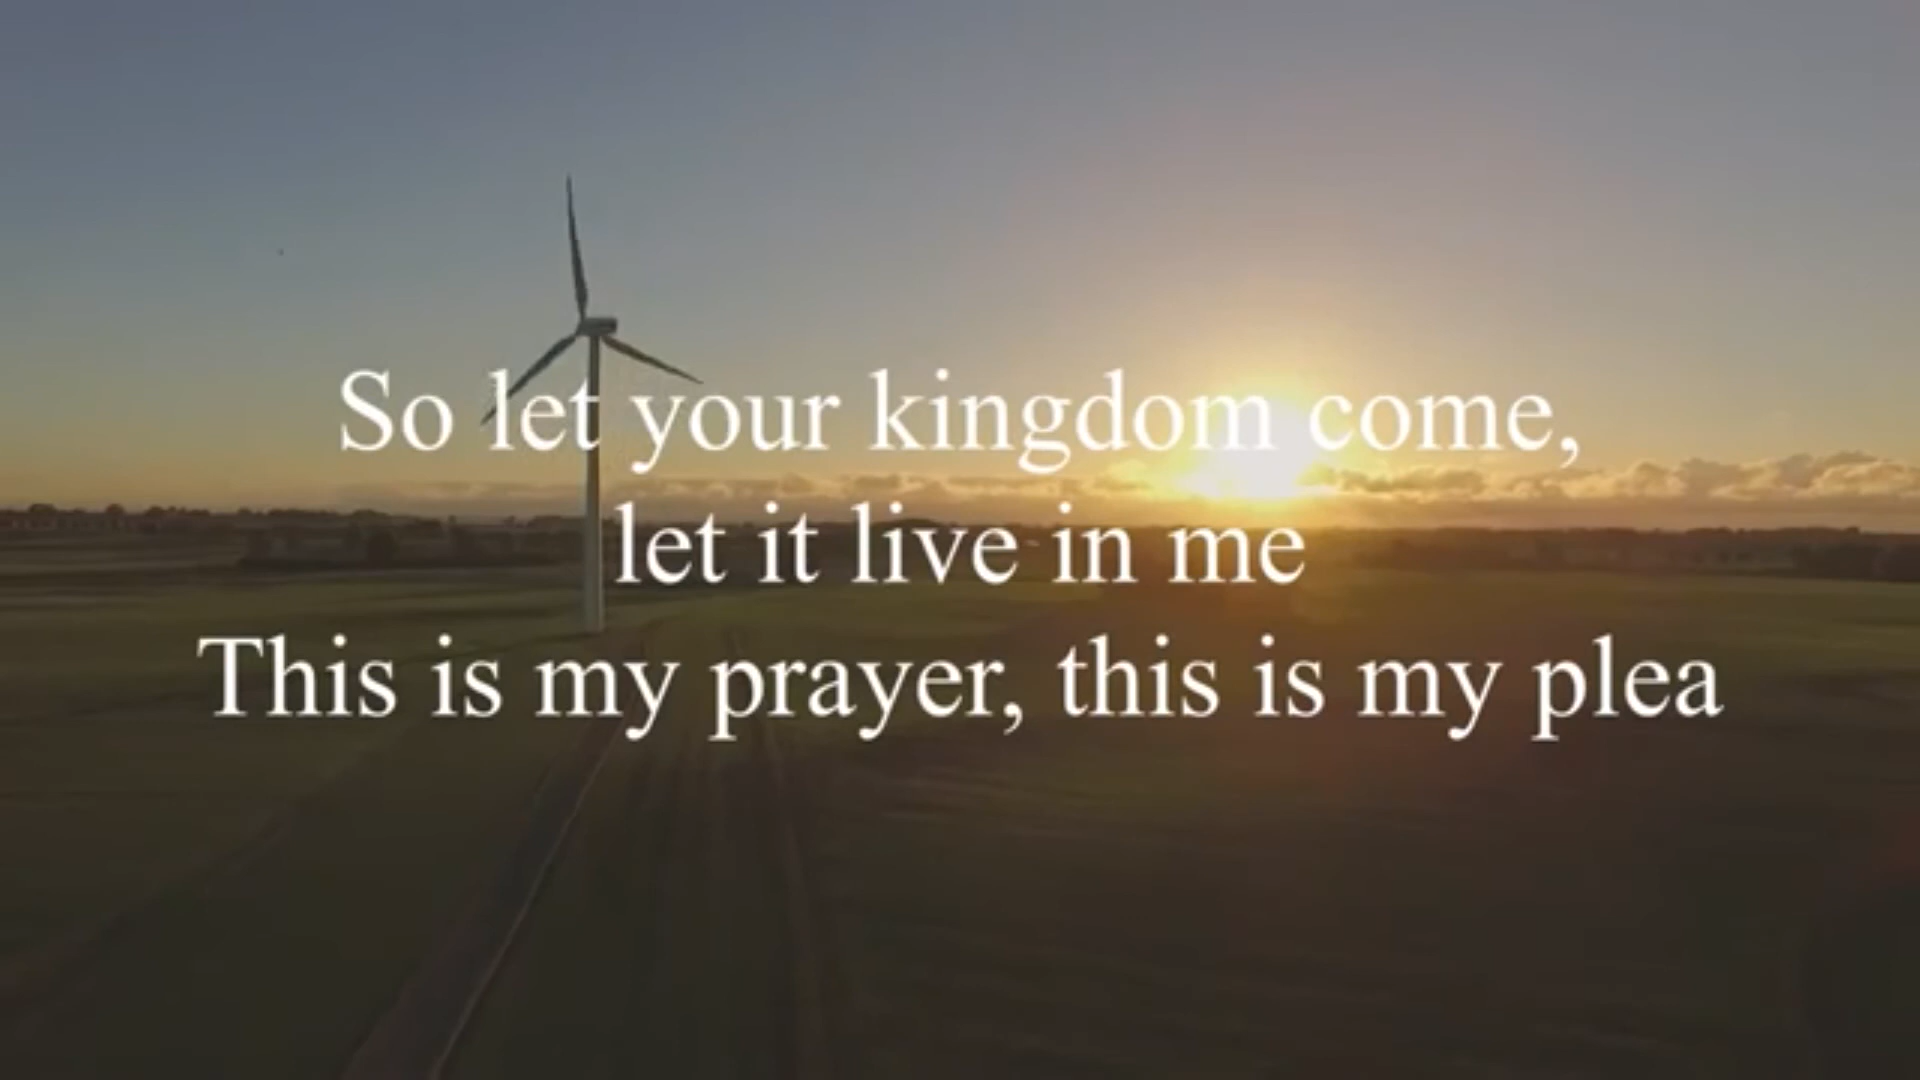 So let your kingdom come,
let it live in me
This is my prayer, this is my plea